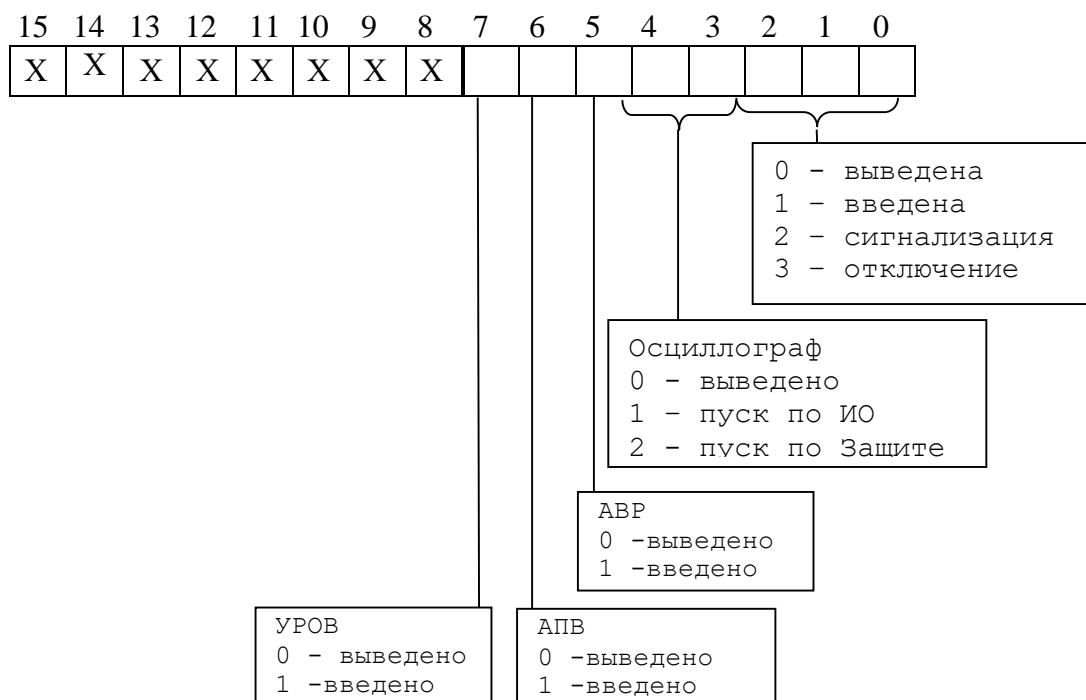 15 14 13 12 11 10 9 8 7 6 5 4 3 2 1 0
X X X X X X X X
0 - выведена
1 – введена
2 – сигнализация
3 – отключение
Осциллограф
0 - выведено
1 – пуск по ИО
2 - пуск по Защите
АВР
0 -выведено
1 -введено
УРОВ
0 - выведено
1 -введено
АПВ
0 -выведено
1 -введено